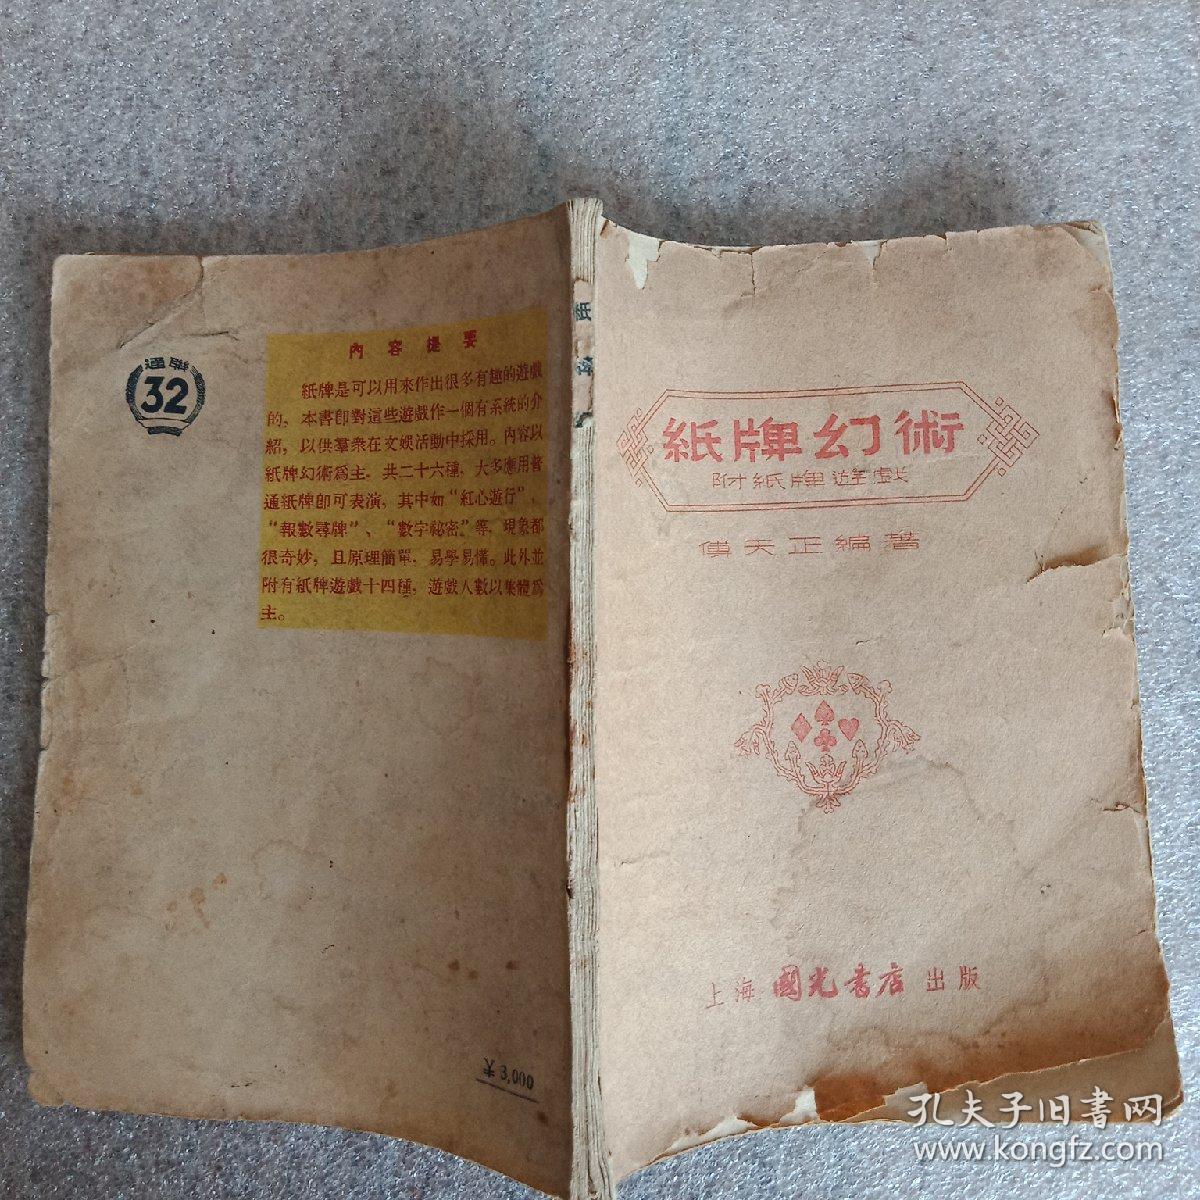 通聯
32
內容提要
紙牌是可以用來作出很多有趣的遊戲
的，本書即對這些遊戲作一個有系統的介
紹，以供羣衆在文娛活動中採用。內容以
紙牌幻術爲主，共二十六種，大多應用普
通紙牌即可表演，其中如“紅心遊行”、
“報數尋牌”、“數字祕密”等，現象都
很奇妙，且原理簡單，易學易懂。此外並
附有紙牌遊戲十四種，遊戲人數以集體爲
主。
¥3,000
紙牌幻術
附紙牌遊戲
傅天正編著
上海國光書店出版
孔夫子旧書网
www.kongfz.com